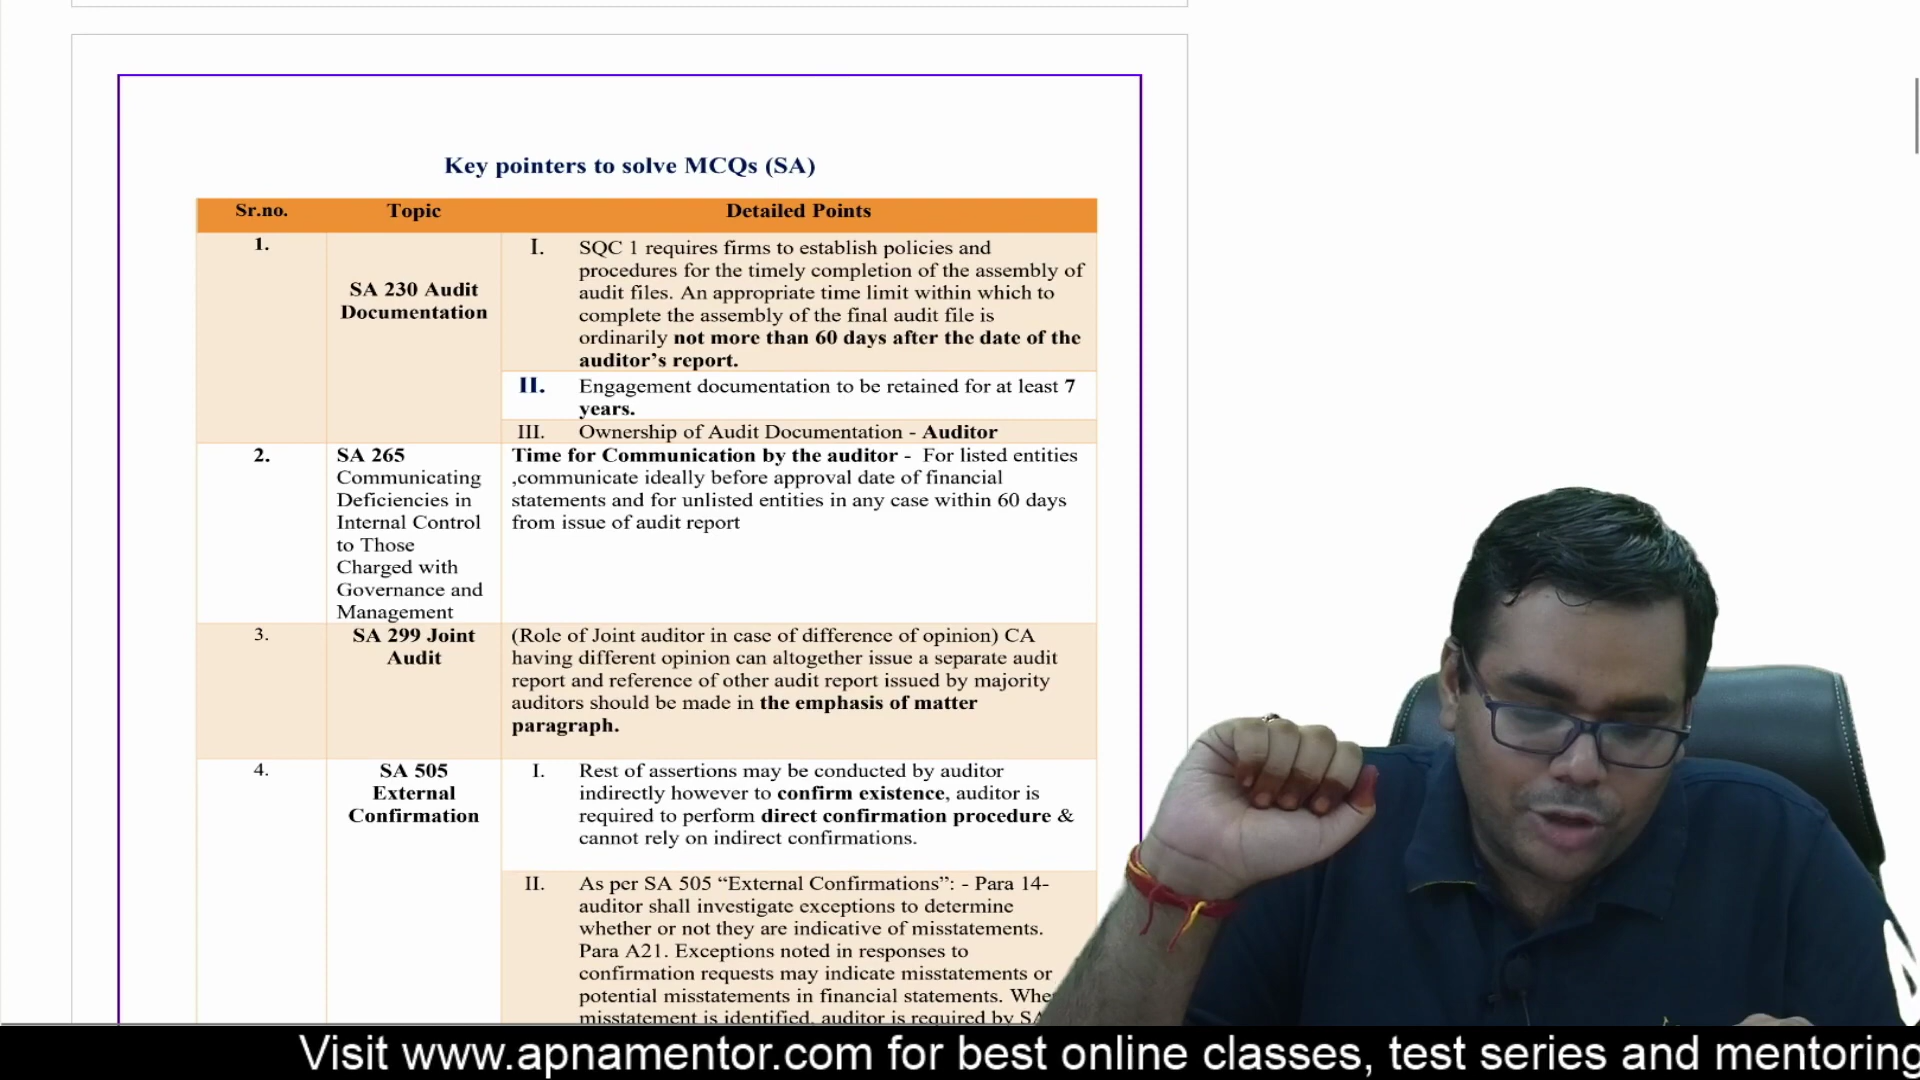 Key pointers to solve MCQs (SA)
Sr.no. Topic Detailed Points
1.
SA 230 Audit
Documentation
I. SQC 1 requires firms to establish policies and
procedures for the timely completion of the assembly of
audit files. An appropriate time limit within which to
complete the assembly of the final audit file is
ordinarily not more than 60 days after the date of the
auditor’s report.
II. Engagement documentation to be retained for at least 7
years.
III. Ownership of Audit Documentation - Auditor
2.
SA 265
Communicating
Deficiencies in
Internal Control
to Those
Charged with
Governance and
Management
Time for Communication by the auditor - For listed entities
,communicate ideally before approval date of financial
statements and for unlisted entities in any case within 60 days
from issue of audit report
3.
SA 299 Joint
Audit
(Role of Joint auditor in case of difference of opinion) CA
having different opinion can altogether issue a separate audit
report and reference of other audit report issued by majority
auditors should be made in the emphasis of matter
paragraph.
4.
SA 505
External
Confirmation
I. Rest of assertions may be conducted by auditor
indirectly however to confirm existence, auditor is
required to perform direct confirmation procedure &
cannot rely on indirect confirmations.
II. As per SA 505 “External Confirmations”: - Para 14-
auditor shall investigate exceptions to determine
whether or not they are indicative of misstatements.
Para A21. Exceptions noted in responses to
confirmation requests may indicate misstatements or
potential misstatements in financial statements.
misstatement is identified, auditor is required by
Visit www.apnamentor.com for best online classes, test series and mentoring